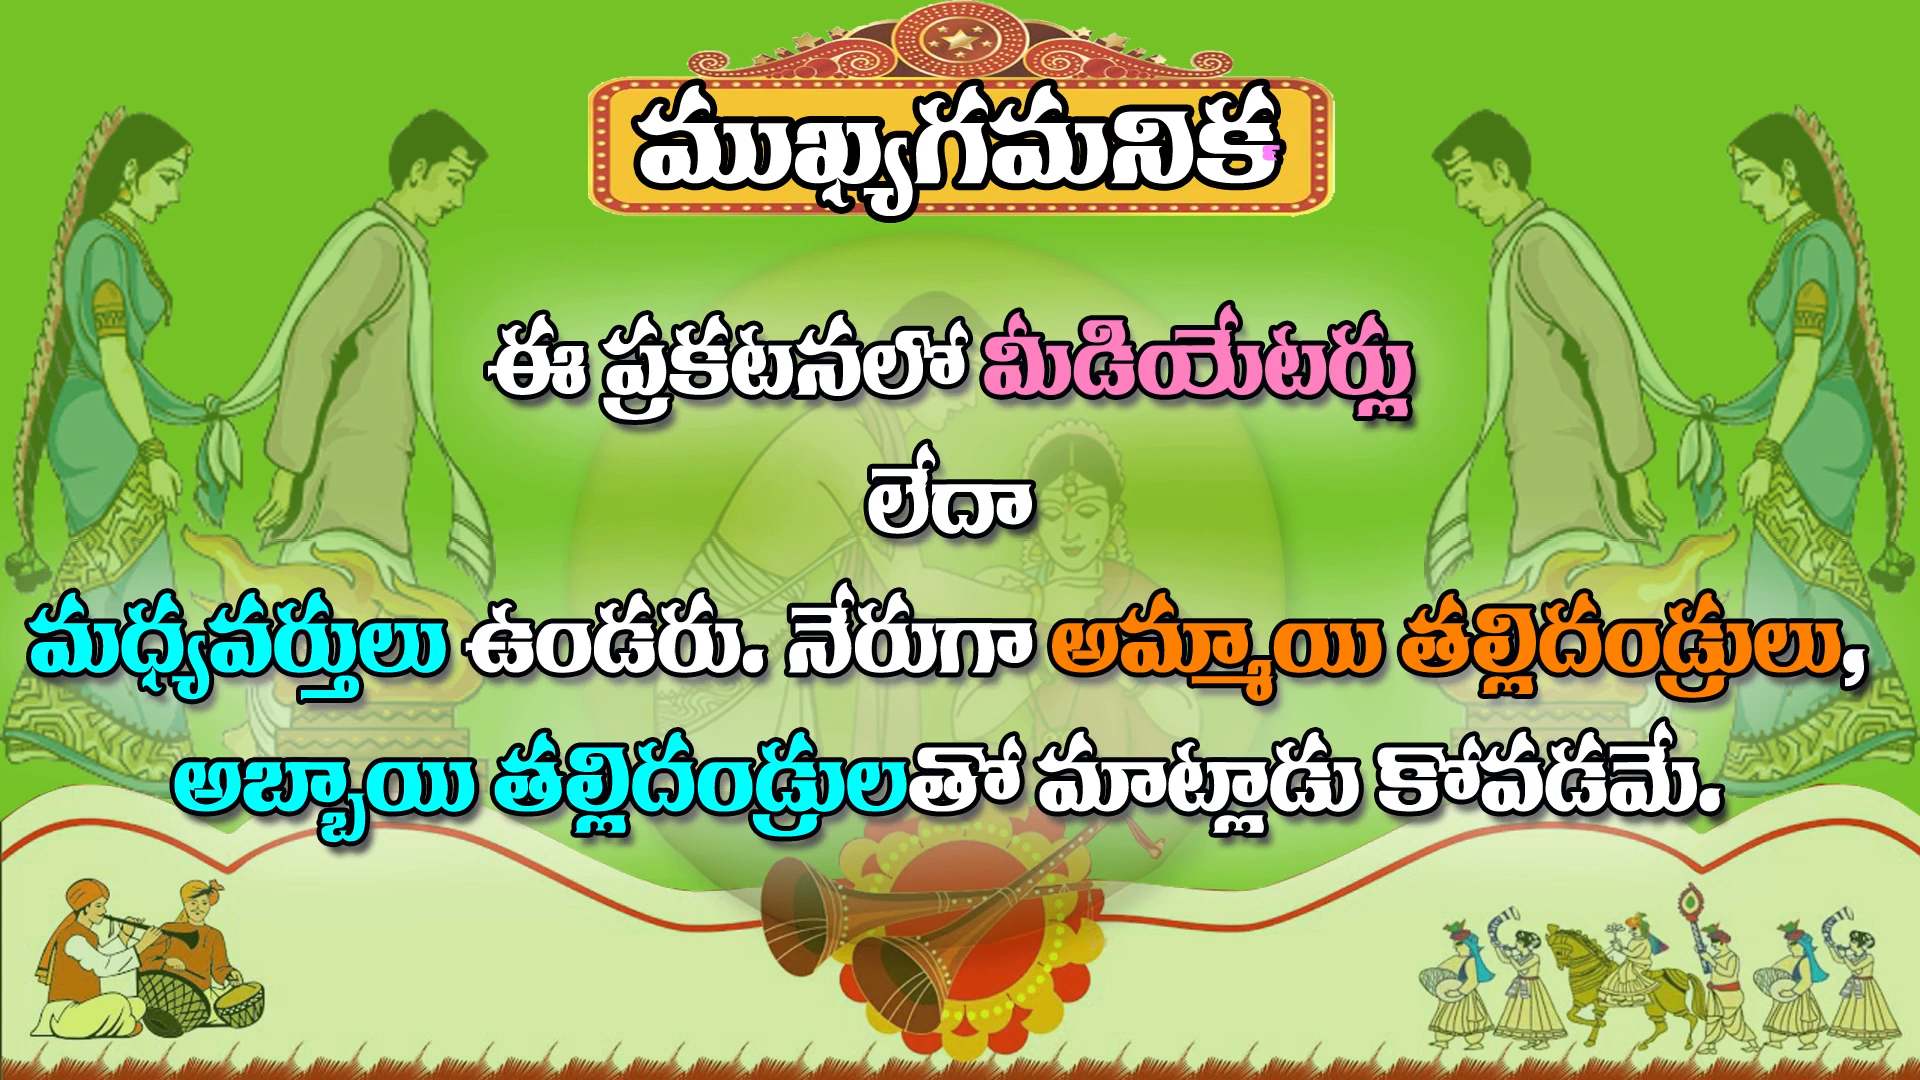 ముఖ్యగమనిక
ఈ ప్రకటనలో మీడియేటర్లు
లేదా
మధ్యవర్తులు ఉండరు. నేరుగా అమ్మాయి తల్లిదండ్రులు,
అబ్బాయి తల్లిదండ్రులతో మాట్లాడు కోవడమే.